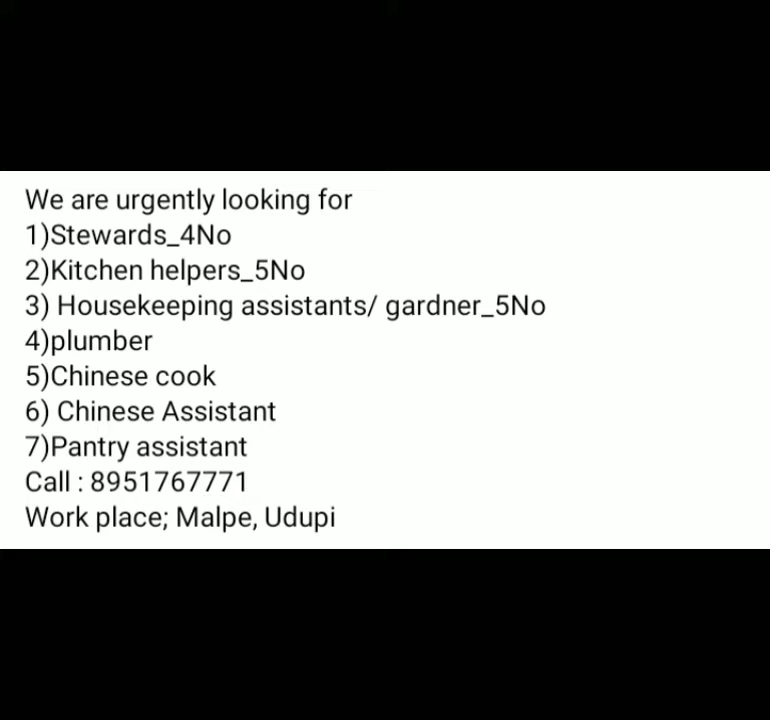 We are urgently looking for
1)Stewards_4No
2)Kitchen helpers_5No
3) Housekeeping assistants/ gardner_5No
4)plumber
5)Chinese cook
6) Chinese Assistant
7)Pantry assistant
Call : 8951767771
Work place; Malpe, Udupi